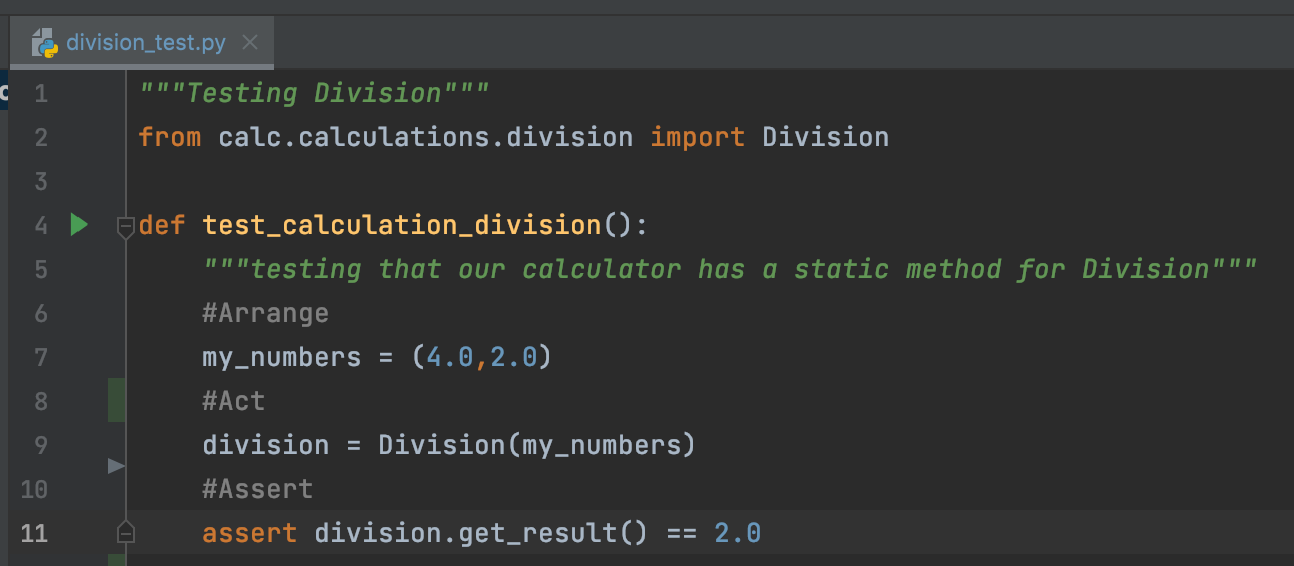 division_test.py
1 """Testing Division"""
2 from calc.calculations.division import Division
3
4 def test_calculation_division():
5 """testing that our calculator has a static method for Division"""
6 #Arrange
7 my_numbers = (4.0,2.0)
8 #Act
9 division = Division(my_numbers)
10 #Assert
11 assert division.get_result() == 2.0